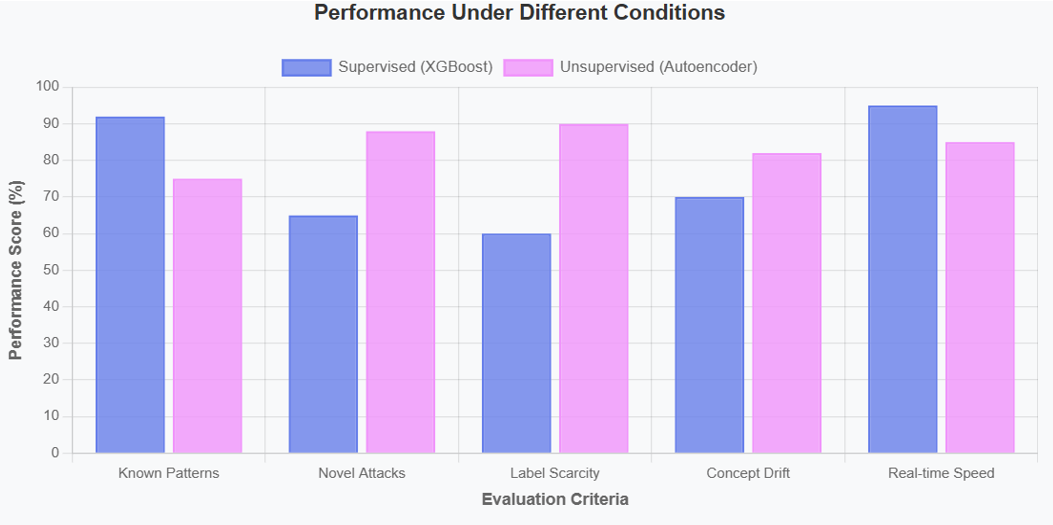 Performance Under Different Conditions
Supervised (XGBoost) Unsupervised (Autoencoder)
100
90
80
70
60
50
40
30
20
10
0
Performance Score (%)
Known Patterns Novel Attacks Label Scarcity Concept Drift Real-time Speed
Evaluation Criteria